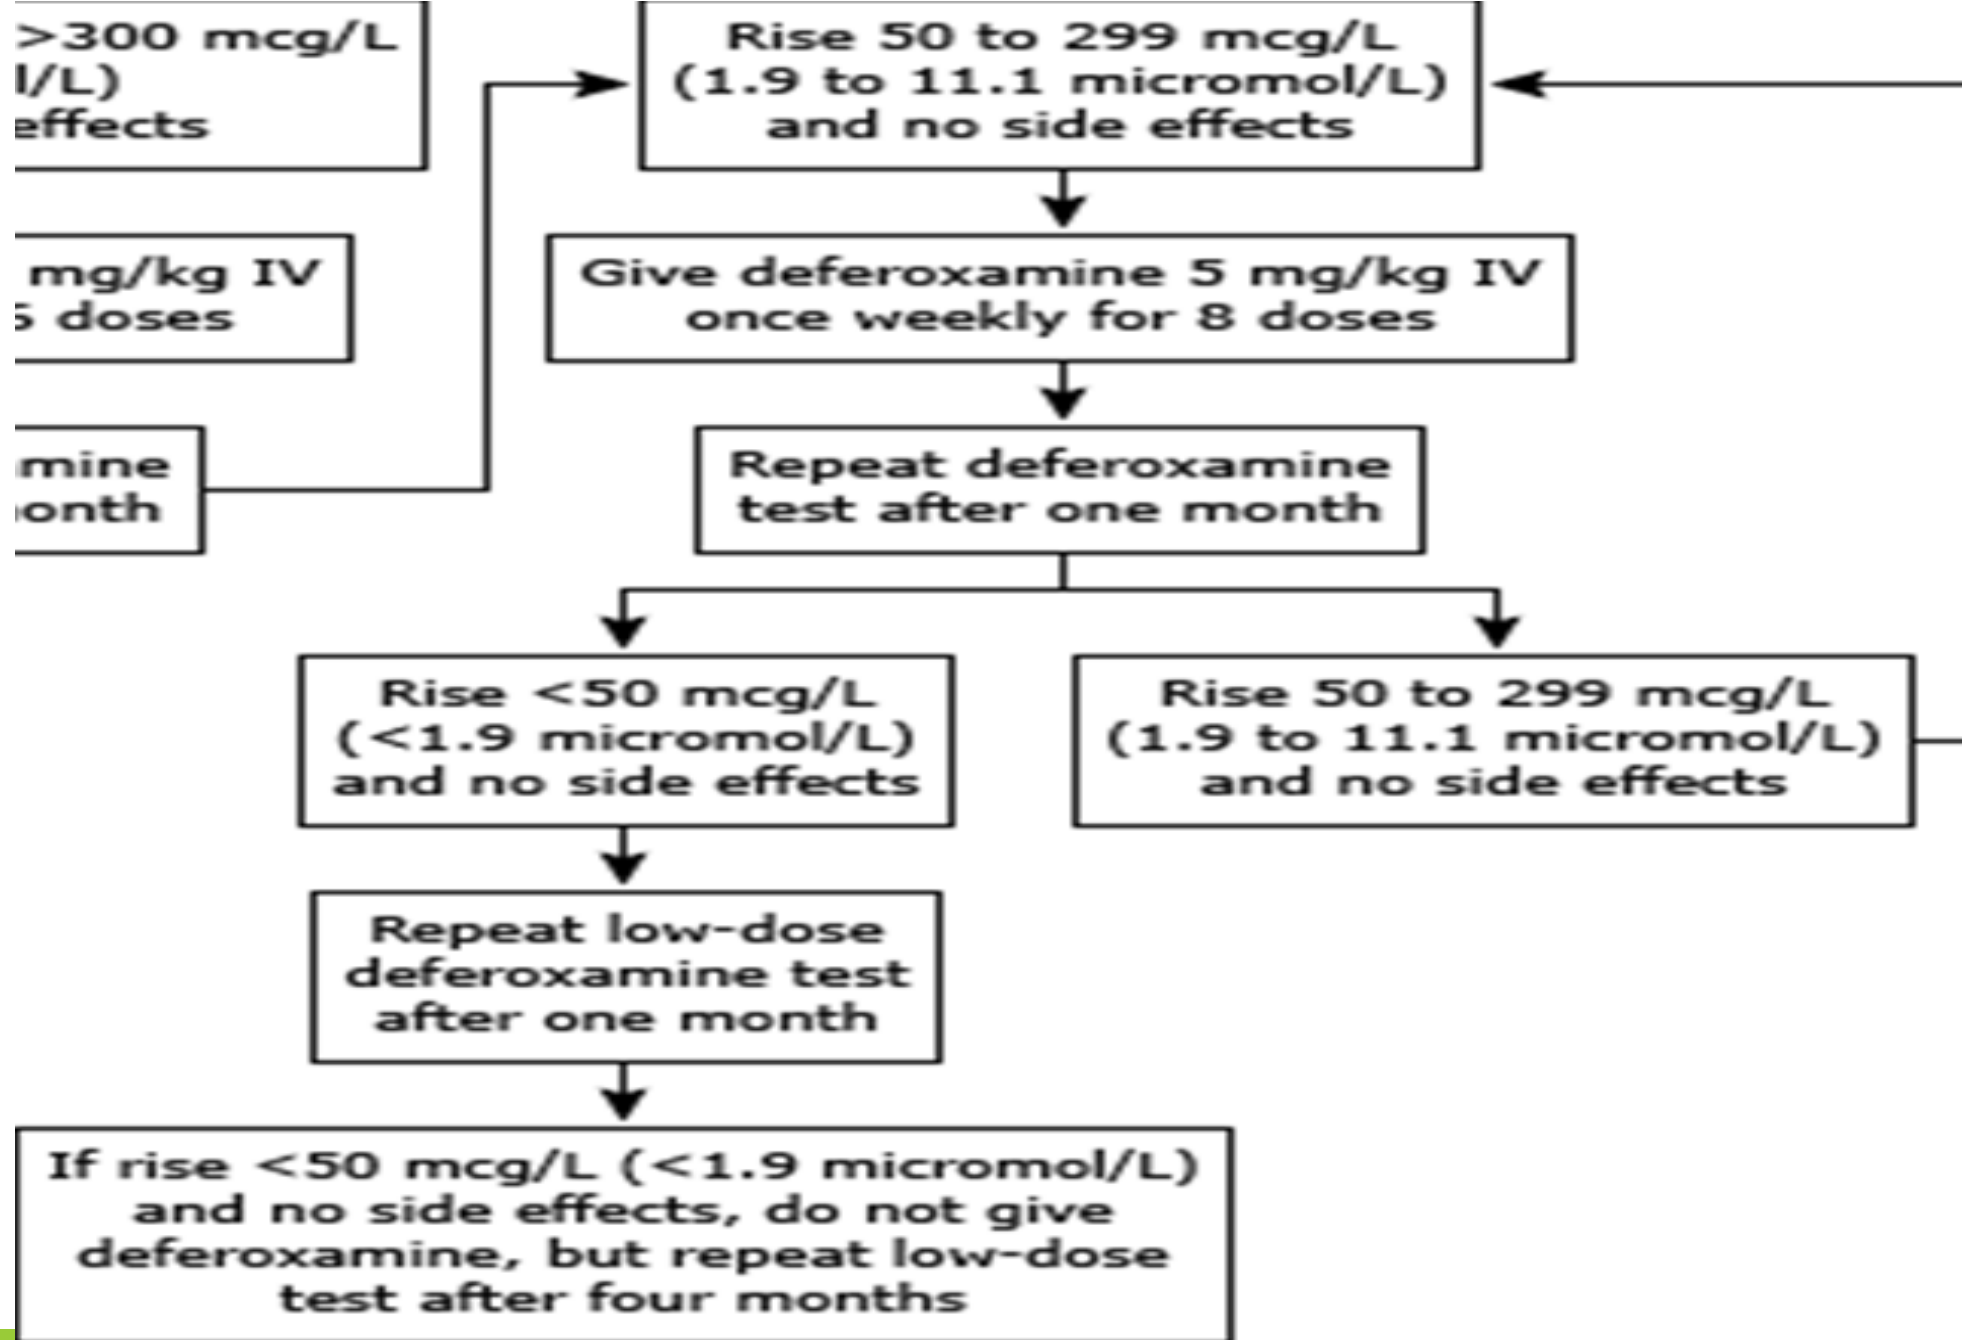 >300 mcg/L
l/L)
effects
Rise 50 to 299 mcg/L
(1.9 to 11.1 micromol/L)
and no side effects
mg/kg IV
doses
Give deferoxamine 5 mg/kg IV
once weekly for 8 doses
mine
onth
Repeat deferoxamine
test after one month
Rise <50 mcg/L
(<1.9 micromol/L)
and no side effects
Rise 50 to 299 mcg/L
(1.9 to 11.1 micromol/L)
and no side effects
Repeat low-dose
deferoxamine test
after one month
If rise <50 mcg/L (<1.9 micromol/L)
and no side effects, do not give
deferoxamine, but repeat low-dose
test after four months